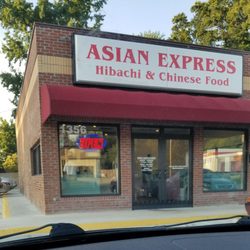 ASIAN EXPRESS
Hibachi & Chinese Food
OPEN